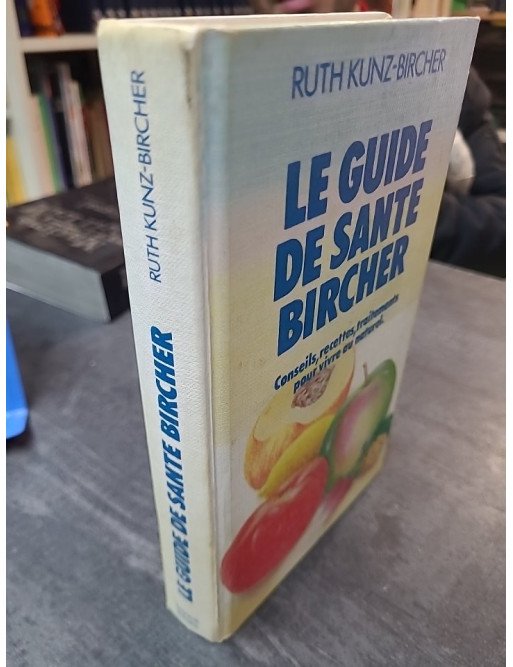 RUTH KUNZ-BIRCHER
LE GUIDE
DE SANTE
BIRCHER
Conseils, recettes, traitements
pour vivre au naturel.
RUTH KUNZ-BIRCHER
LE GUIDE DE SANTE BIRCHER